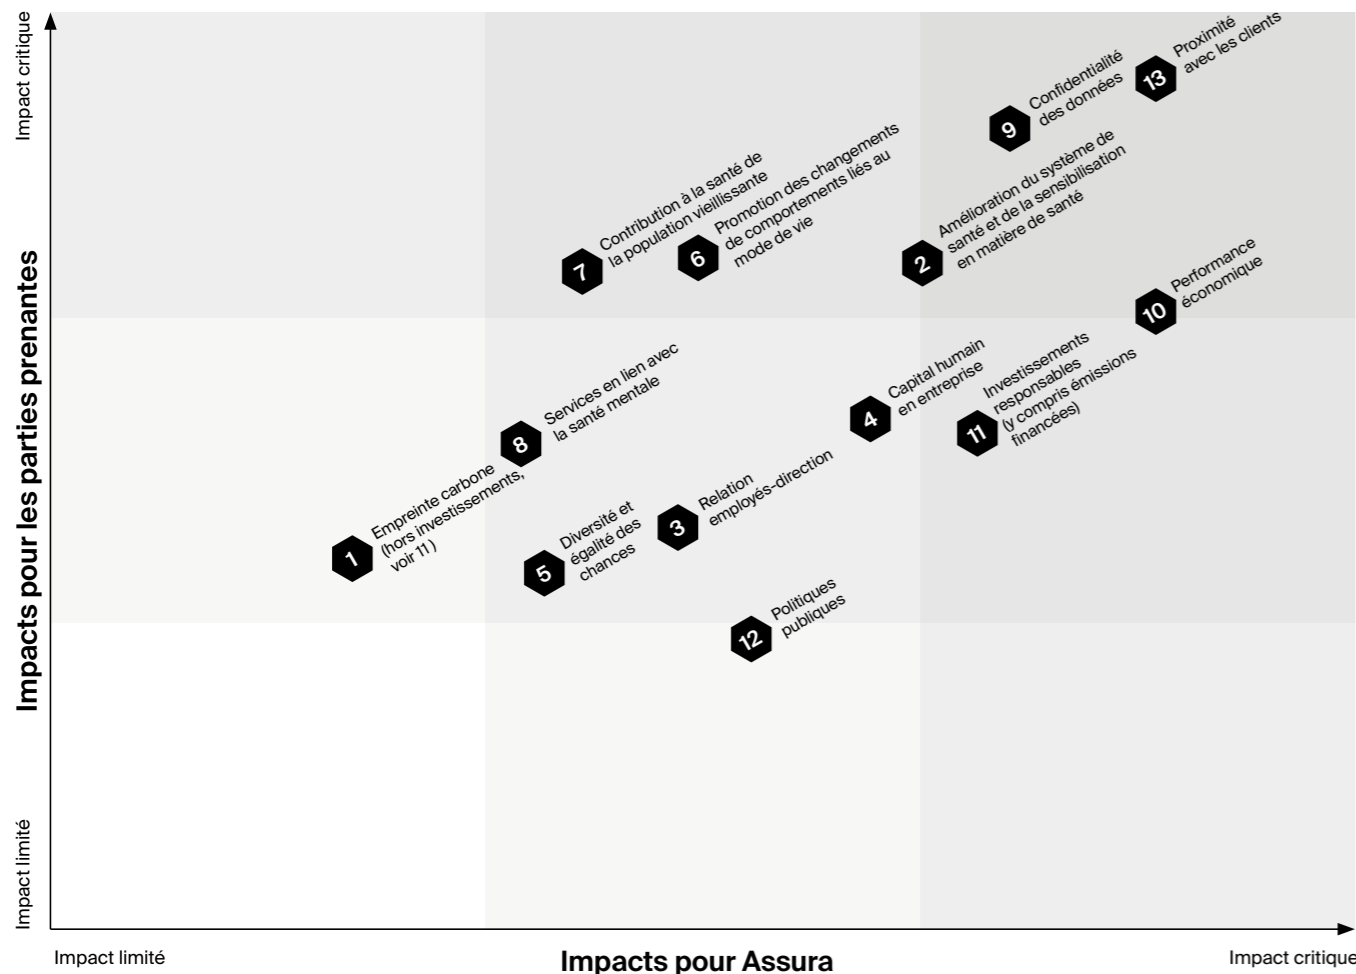 Impact critique
Impacts pour les parties prenantes
Impact limité
13
Proximité
avec les clients
9
Confidentialité
des données
2
Amélioration du système de
santé et de la sensibilisation
en matière de santé
6
Promotion des changements
de comportements liés au
mode de vie
7
Contribution à la santé de
la population vieillissante
10
Performance
économique
11
Investissements
responsables
(y compris émissions
financées)
4
Capital humain
en entreprise
8
Services en lien avec
la santé mentale
3
Relation
employés-direction
1
Empreinte carbone
(hors investissements,
voir 11)
5
Diversité et
égalité des
chances
12
Politiques
publiques
Impact limité
Impacts pour Assura
Impact critique